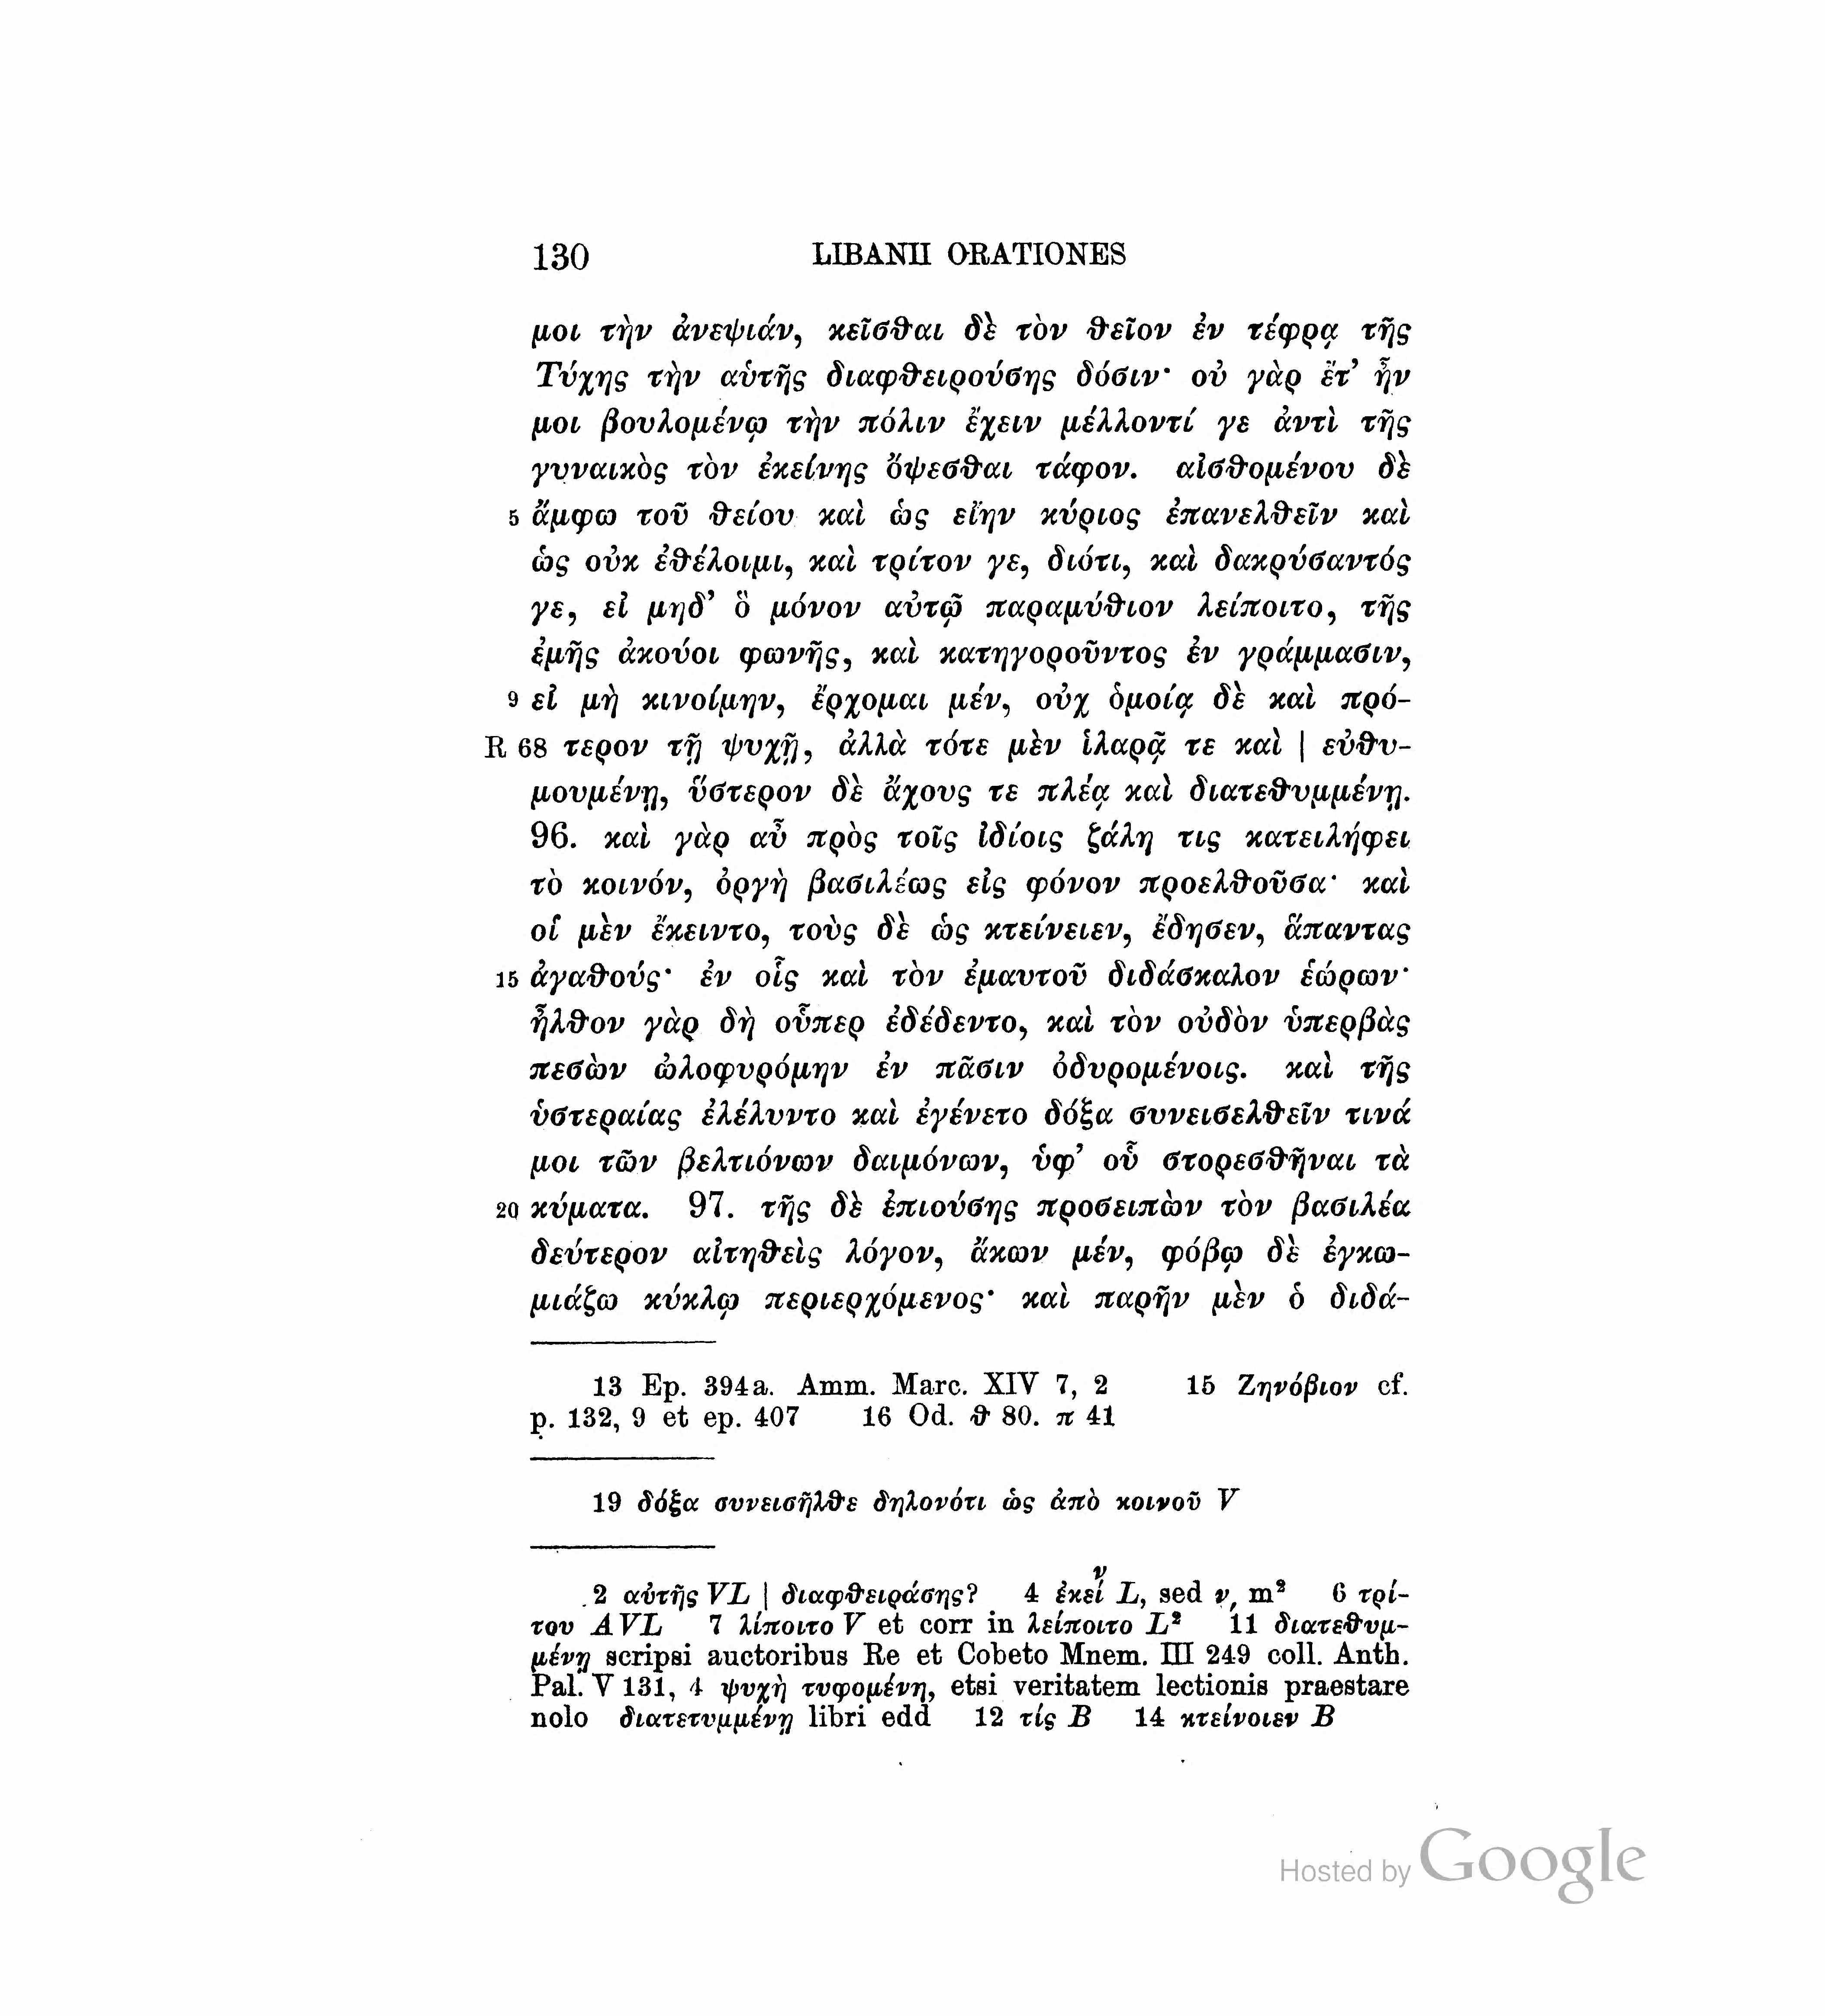 130 LIBANII ORATIONES
μοι τὴν ἀνεψιάν, κεῖσθαι δὲ τὸν θεῖον ἐν τέφρᾳ τῆς
Τύχης τὴν αὑτῆς διαφθειρούσης δόσιν· οὐ γὰρ ἔτ’ ἦν
μοι βουλομένῳ τὴν πόλιν ἔχειν μέλλοντί γε ἀντὶ τῆς
γυναικὸς τὸν ἐκείνης ὄψεσθαι τάφον. αἰσθομένου δὲ
5 ἄμφω τοῦ θείου καὶ ὡς εἴην κύριος ἐπανελθεῖν καὶ
ὡς οὐκ ἐθέλοιμι, καὶ τρίτον γε, διότι, καὶ δακρύσαντός
γε, εἰ μηδ’ ὃ μόνον αὐτῷ παραμύθιον λείποιτο, τῆς
ἐμῆς ἀκούοι φωνῆς, καὶ κατηγοροῦντος ἐν γράμμασιν,
9 εἰ μὴ κινοίμην, ἔρχομαι μέν, οὐχ ὁμοίᾳ δὲ καὶ πρό-
R 68 τερον τῇ ψυχῇ, ἀλλὰ τότε μὲν ἱλαρᾷ τε καὶ | εὐθυ-
μουμένῃ, ὕστερον δὲ ἄχους τε πλέᾳ καὶ διατεθυμμένῃ.
96. καὶ γὰρ αὖ πρὸς τοῖς ἰδίοις ζάλη τις κατειλήφει
τὸ κοινόν, ὀργὴ βασιλέως εἰς φόνον προελθοῦσα· καὶ
οἱ μὲν ἔκειντο, τοὺς δὲ ὡς κτείνειεν, ἔδησεν, ἅπαντας
15 ἀγαθούς· ἐν οἷς καὶ τὸν ἐμαυτοῦ διδάσκαλον ἑώρων·
ἦλθον γὰρ δὴ οὗπερ ἐδέδεντο, καὶ τὸν οὐδὸν ὑπερβὰς
πεσὼν ὠλοφυρόμην ἐν πᾶσιν ὀδυρομένοις. καὶ τῆς
ὑστεραίας ἐλέλυντο καὶ ἐγένετο δόξα συνεισελθεῖν τινά
μοι τῶν βελτιόνων δαιμόνων, ὑφ’ οὗ στορεσθῆναι τὰ
20 κύματα. 97. τῆς δὲ ἐπιούσης προσειπὼν τὸν βασιλέα
δεύτερον αἰτηθεὶς λόγον, ἄκων μέν, φόβῳ δὲ ἐγκω-
μιάζω κύκλῳ περιερχόμενος· καὶ παρῆν μὲν ὁ διδά-
13 Ep. 394a. Amm. Marc. XIV 7, 2 15 Ζηνόβιον cf.
p. 132, 9 et ep. 407 16 Od. θ 80. π 41
19 δόξα συνεισῆλθε δηλονότι ὡς ἀπὸ κοινοῦ V
2 αὐτῆς VL | διαφθειράσης? 4 ἐκείν L, sed ν, m² 6 τρί-
του AVL 7 λίποιτο V et corr in λείποιτο L² 11 διατεθυμ-
μένῃ scripsi auctoribus Re et Cobeto Mnem. III 249 coll. Anth.
Pal. V 131, 4 ψυχὴ τυφομένη, etsi veritatem lectionis praestare
nolo διατετυμμένῃ libri edd 12 τίς B 14 κτείνοιεν B
Hosted by Google